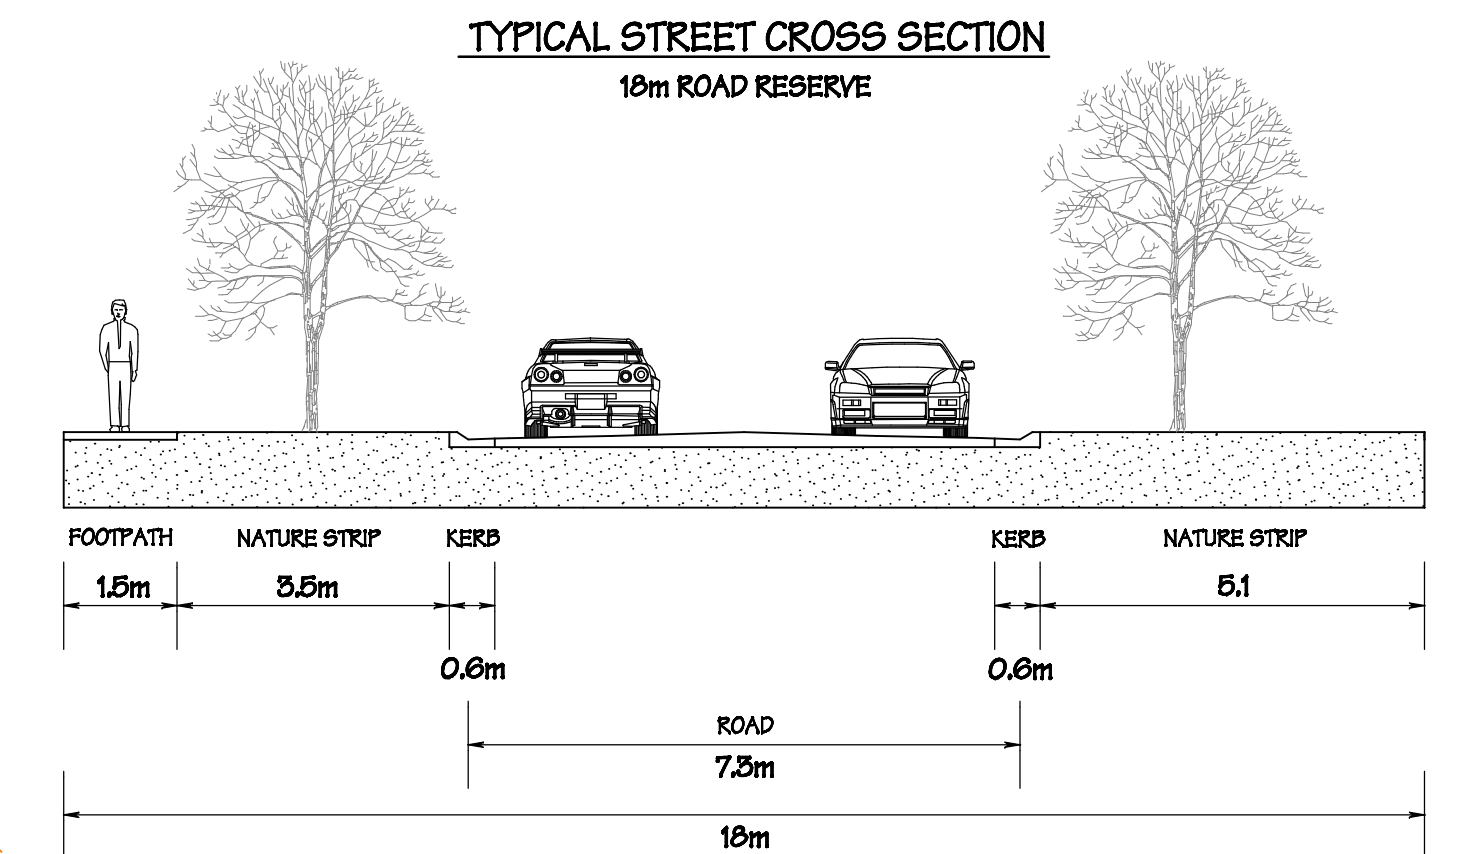 TYPICAL STREET CROSS SECTION
18m ROAD RESERVE
FOOTPATH NATURE STRIP KERB KERB NATURE STRIP
1.5m 3.5m 5.1
0.6m 0.6m
ROAD
7.3m
18m